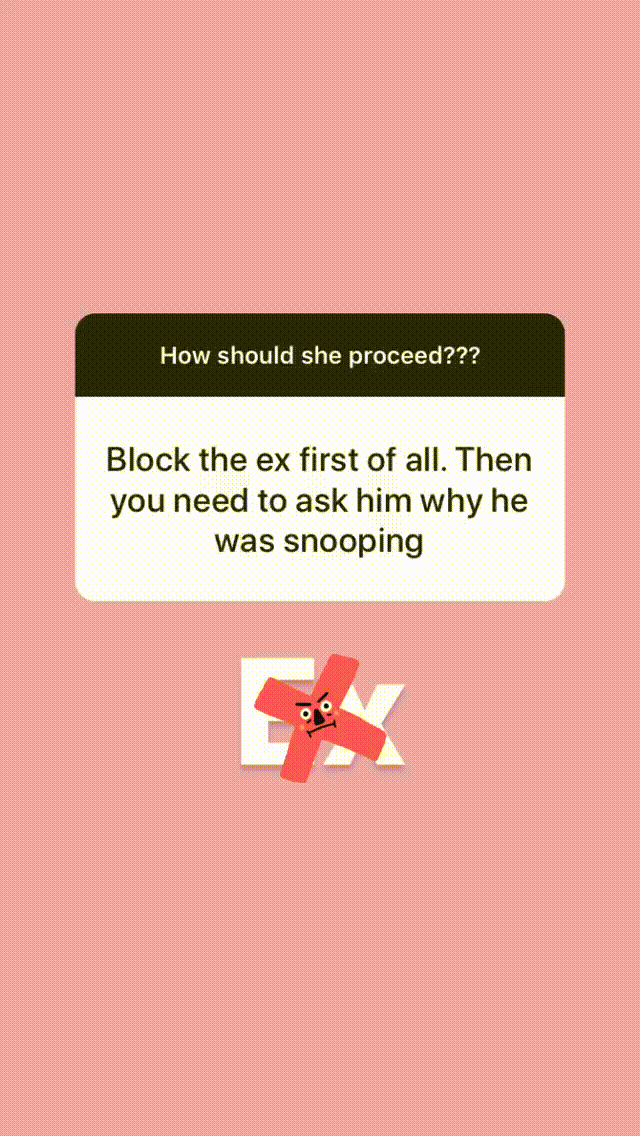 How should she proceed???
Block the ex first of all. Then
you need to ask him why he
was snooping
Ex